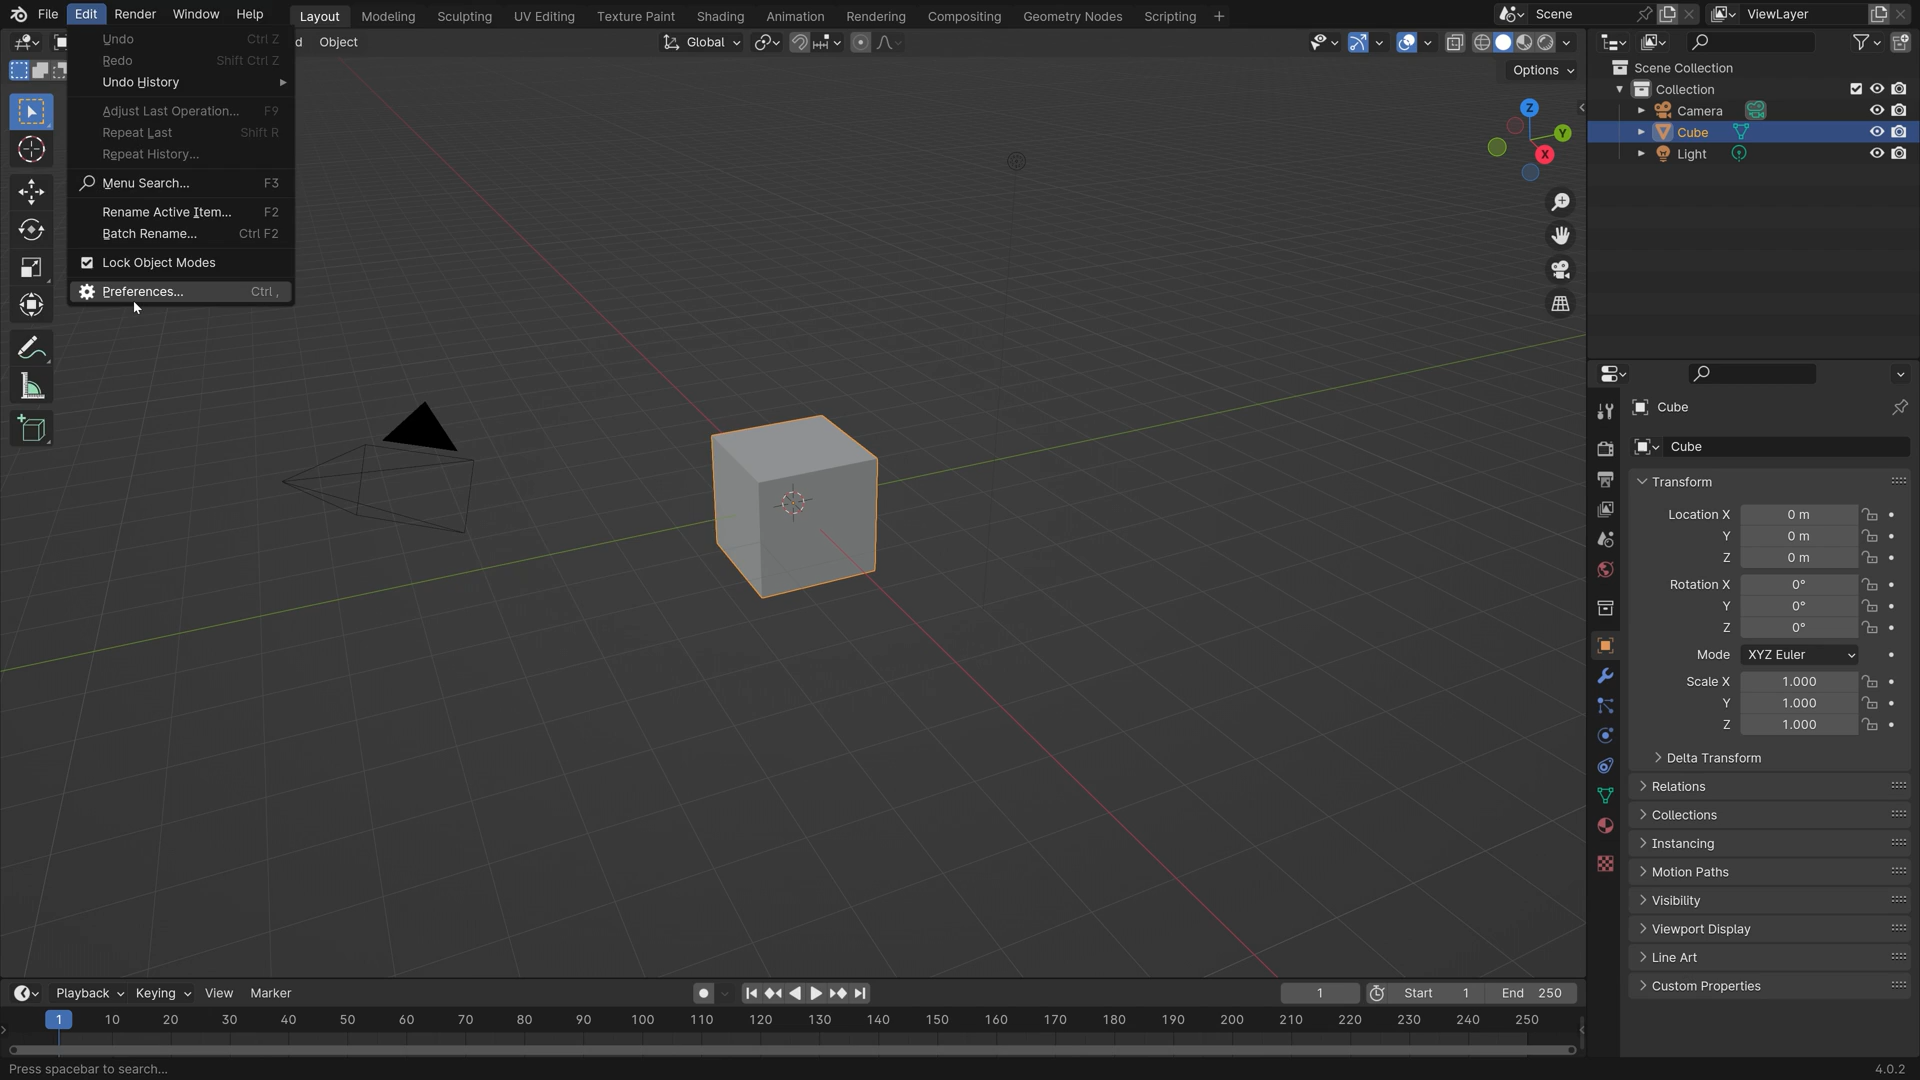 File Edit Render Window Help Layout Modeling Sculpting UV Editing Texture Paint Shading Animation Rendering Compositing Geometry Nodes Scripting + Scene ViewLayer
d Object Global
Options
Undo Ctrl Z
Redo Shift Ctrl Z
Undo History
Adjust Last Operation... F9
Repeat Last Shift R
Repeat History...
Menu Search... F3
Rename Active Item... F2
Batch Rename... Ctrl F2
Lock Object Modes
Preferences... Ctrl ,
Z
Y
X
Scene Collection
Collection
Camera
Cube
Light
Cube
Cube
Transform
Location X 0 m
Y 0 m
Z 0 m
Rotation X 0°
Y 0°
Z 0°
Mode XYZ Euler
Scale X 1.000
Y 1.000
Z 1.000
Delta Transform
Relations
Collections
Instancing
Motion Paths
Visibility
Viewport Display
Line Art
Custom Properties
Playback Keying View Marker 1 Start 1 End 250
1 10 20 30 40 50 60 70 80 90 100 110 120 130 140 150 160 170 180 190 200 210 220 230 240 250
Press spacebar to search... 4.0.2